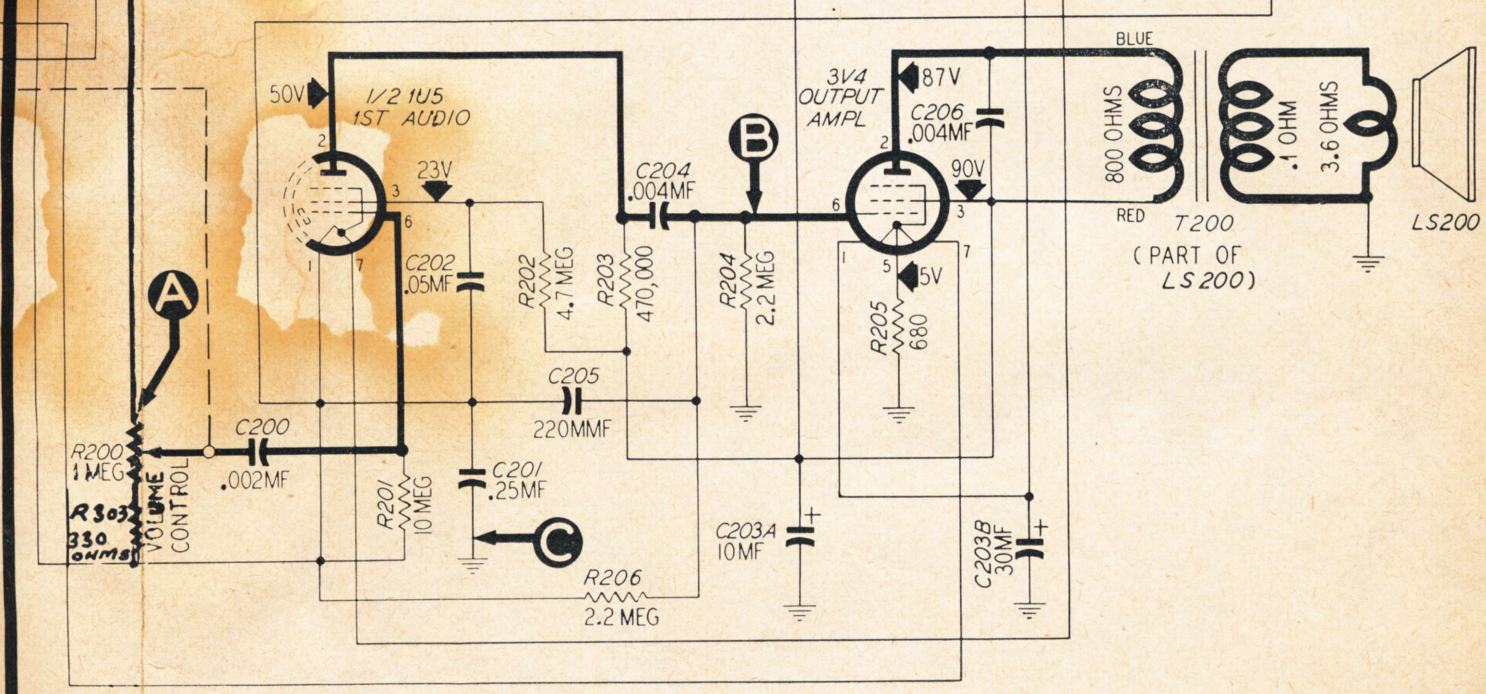 BLUE
50V
1/2 1U5
1ST AUDIO
2
3V4
OUTPUT
AMPL
87V
C206
.004MF
2
800 OHMS
.1 OHM
3.6 OHMS
B
23V
3
6
C204
.004MF
6
90V
3
RED
T200
(PART OF
LS200)
LS200
1
7
C202
.05MF
R202
4.7 MEG
R203
470,000
R204
2.2 MEG
1
5
7
5V
R205
680
A
C205
220MMF
R200
1 MEG
VOLUME
CONTROL
C200
.002MF
R303
330
OHMS
R201
10 MEG
C201
.25MF
C
C203A
10MF
+
C203B
30MF
+
R206
2.2 MEG